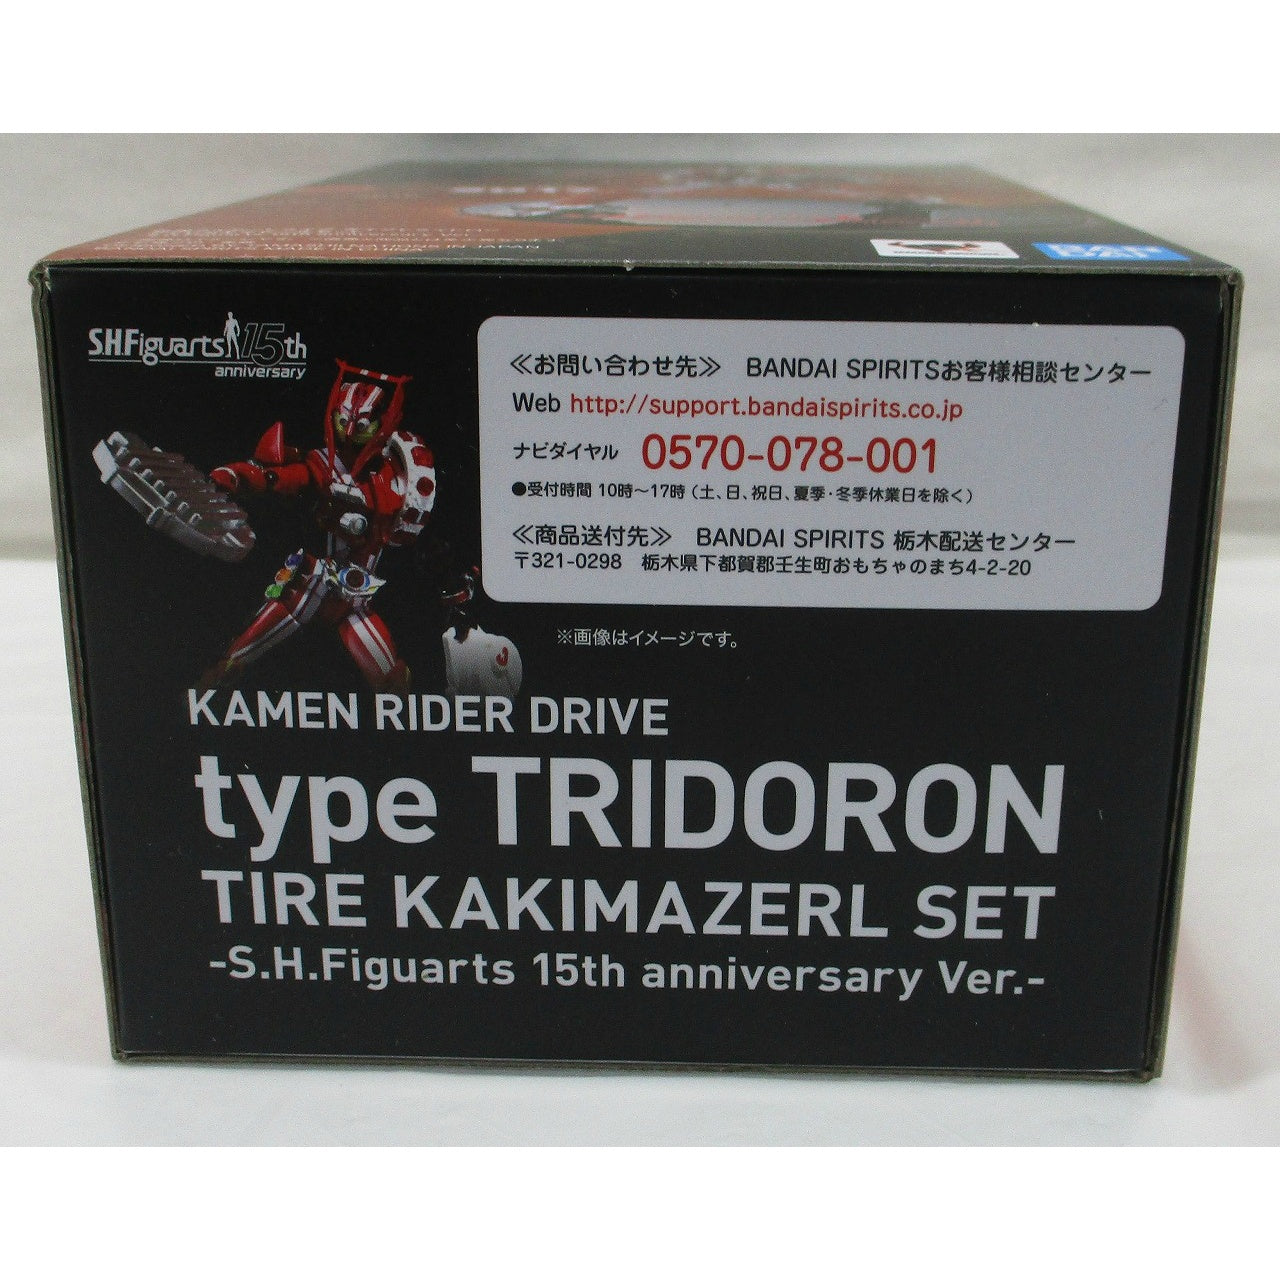 S.H.Figuarts 15th
anniversary
≪お問い合わせ先≫ BANDAI SPIRITSお客様相談センター
Web http://support.bandaispirits.co.jp
ナビダイヤル 0570-078-001
●受付時間 10時～17時(土、日、祝日、夏季・冬季休業日を除く)
≪商品送付先≫ BANDAI SPIRITS 栃木配送センター
〒321-0298 栃木県下都賀郡壬生町おもちゃのまち4-2-20
※画像はイメージです。
KAMEN RIDER DRIVE
type TRIDORON
TIRE KAKIMAZERL SET
-S.H.Figuarts 15th anniversary Ver.-